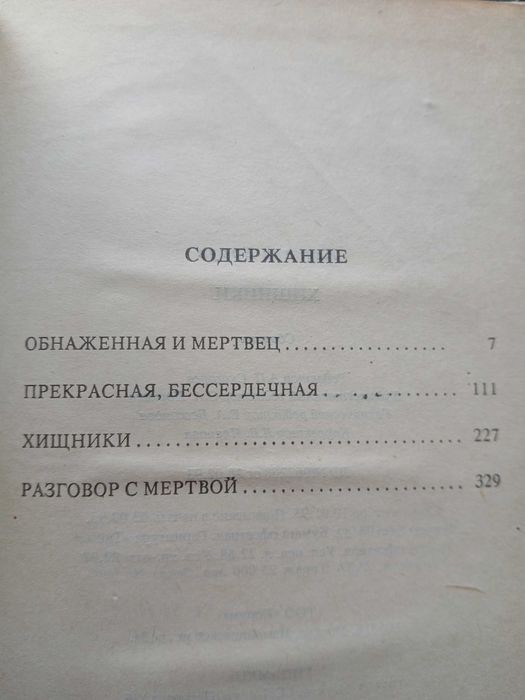 СОДЕРЖАНИЕ
ОБНАЖЕННАЯ И МЕРТВЕЦ 7
ПРЕКРАСНАЯ, БЕССЕРДЕЧНАЯ 111
ХИЩНИКИ 227
РАЗГОВОР С МЕРТВОЙ 329